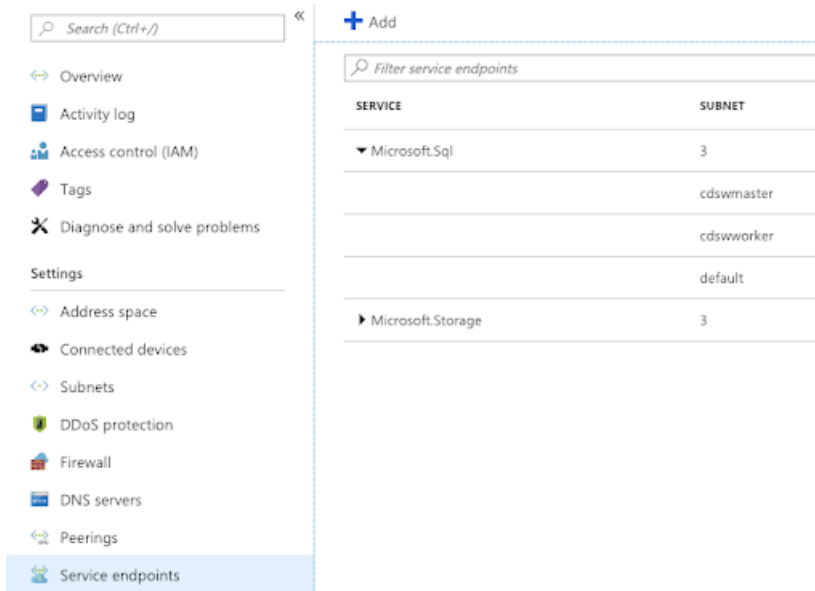 Search (Ctrl+/)
«
Overview
Activity log
Access control (IAM)
Tags
Diagnose and solve problems
Settings
Address space
Connected devices
Subnets
DDoS protection
Firewall
DNS servers
Peerings
Service endpoints
Add
Filter service endpoints
SERVICE SUBNET
Microsoft.Sql 3
cdswmaster
cdswworker
default
Microsoft.Storage 3